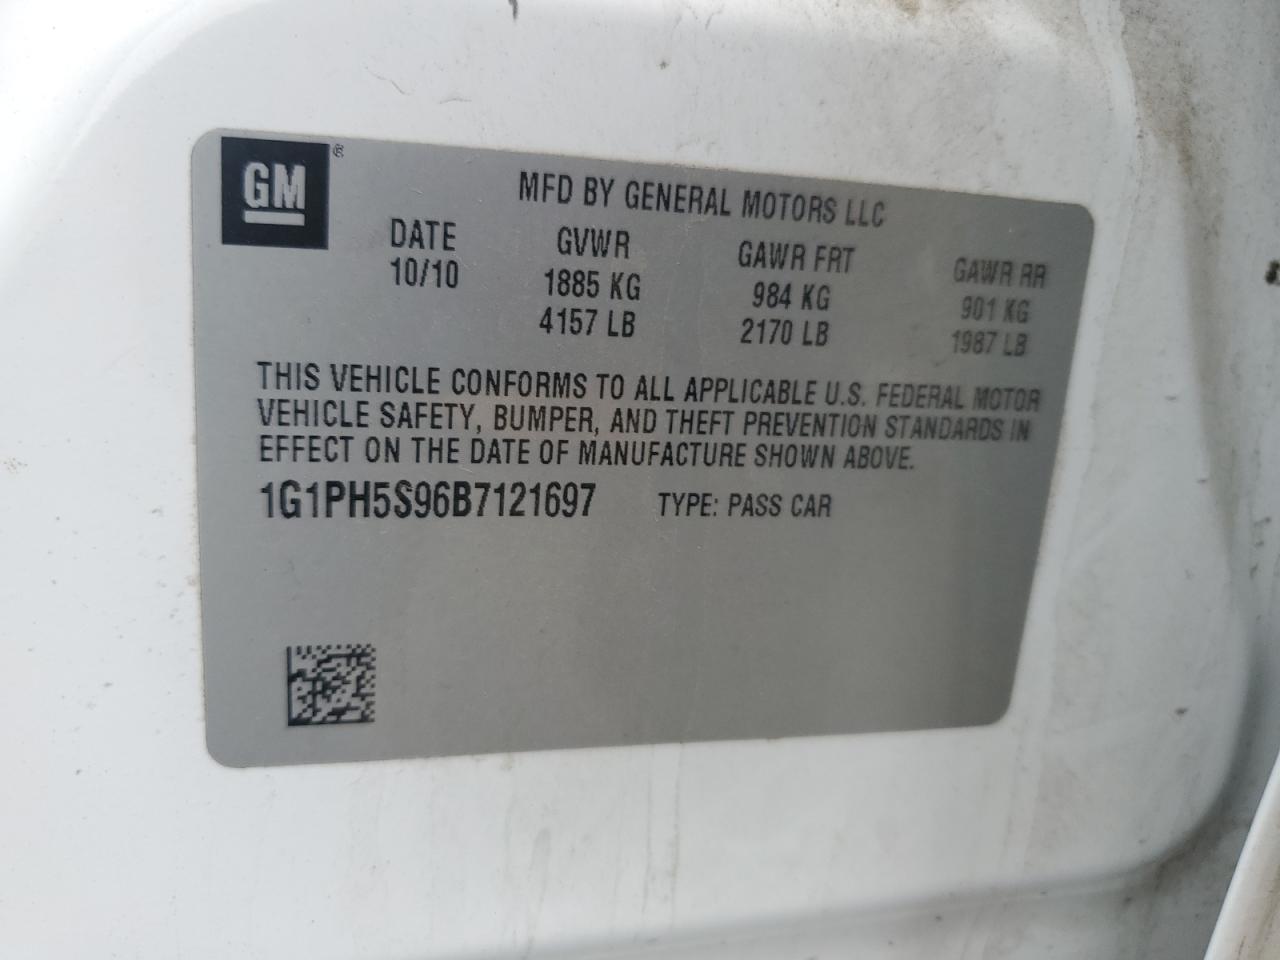 GM ®
MFD BY GENERAL MOTORS LLC
DATE GVWR GAWR FRT GAWR RR
10/10 1885 KG 984 KG 901 KG
4157 LB 2170 LB 1987 LB
THIS VEHICLE CONFORMS TO ALL APPLICABLE U.S. FEDERAL MOTOR
VEHICLE SAFETY, BUMPER, AND THEFT PREVENTION STANDARDS IN
EFFECT ON THE DATE OF MANUFACTURE SHOWN ABOVE.
1G1PH5S96B7121697 TYPE: PASS CAR